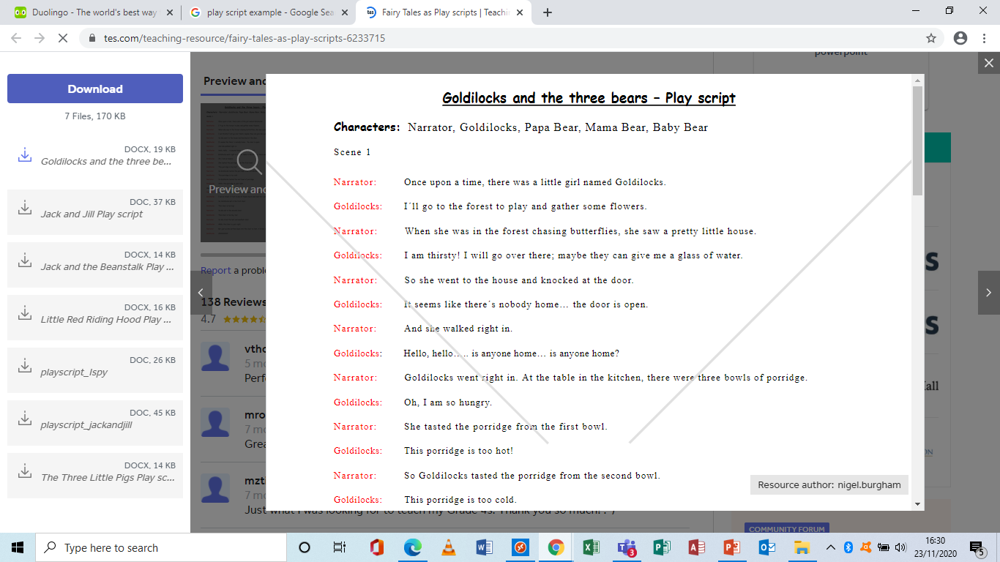 Duolingo - The world's best way
play script example - Google Sea
Fairy Tales as Play scripts | Teachi
tes.com/teaching-resource/fairy-tales-as-play-scripts-6233715
Download
7 Files, 170 KB
DOCX, 19 KB
Goldilocks and the three be...
DOC, 37 KB
Jack and Jill Play script
DOCX, 14 KB
Jack and the Beanstalk Play ...
DOCX, 16 KB
Little Red Riding Hood Play ...
DOC, 26 KB
playscript_Ispy
DOC, 45 KB
playscript_jackandjill
DOCX, 14 KB
The Three Little Pigs Play sc...
powerpoint
Preview and
Preview and
Report a proble
138 Reviews
4.7
vtho
5 mo
Perf
mro
7 mo
Grea
mzt
7 mo
Just what I was looking for to teach my Grade 4s. Thank you so much! : )
Goldilocks and the three bears – Play script
Characters: Narrator, Goldilocks, Papa Bear, Mama Bear, Baby Bear
Scene 1
Narrator: Once upon a time, there was a little girl named Goldilocks.
Goldilocks: I´ll go to the forest to play and gather some flowers.
Narrator: When she was in the forest chasing butterflies, she saw a pretty little house.
Goldilocks: I am thirsty! I will go over there; maybe they can give me a glass of water.
Narrator: So she went to the house and knocked at the door.
Goldilocks: It seems like there´s nobody home... the door is open.
Narrator: And she walked right in.
Goldilocks: Hello, hello..... is anyone home... is anyone home?
Narrator: Goldilocks went right in. At the table in the kitchen, there were three bowls of porridge.
Goldilocks: Oh, I am so hungry.
Narrator: She tasted the porridge from the first bowl.
Goldilocks: This porridge is too hot!
Narrator: So Goldilocks tasted the porridge from the second bowl.
Goldilocks: This porridge is too cold.
Resource author: nigel.burgham
COMMUNITY FORUM
Type here to search
3
16:30
23/11/2020
5